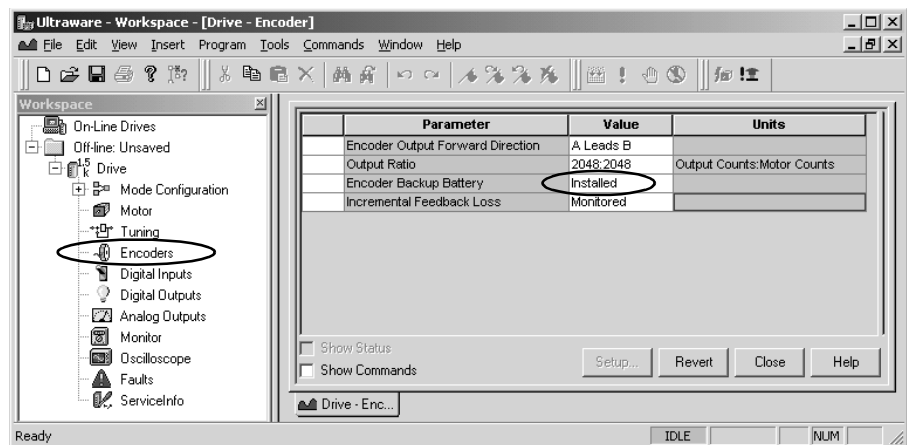 Ultraware - Workspace - [Drive - Encoder]
File Edit View Insert Program Tools Commands Window Help
Workspace
On-Line Drives
Off-line: Unsaved
1.5 k Drive
Mode Configuration
Motor
Tuning
Encoders
Digital Inputs
Digital Outputs
Analog Outputs
Monitor
Oscilloscope
Faults
ServiceInfo
Parameter Value Units
Encoder Output Forward Direction A Leads B
Output Ratio 2048:2048 Output Counts:Motor Counts
Encoder Backup Battery Installed
Incremental Feedback Loss Monitored
Show Status
Show Commands
Setup... Revert Close Help
Drive - Enc...
Ready IDLE NUM